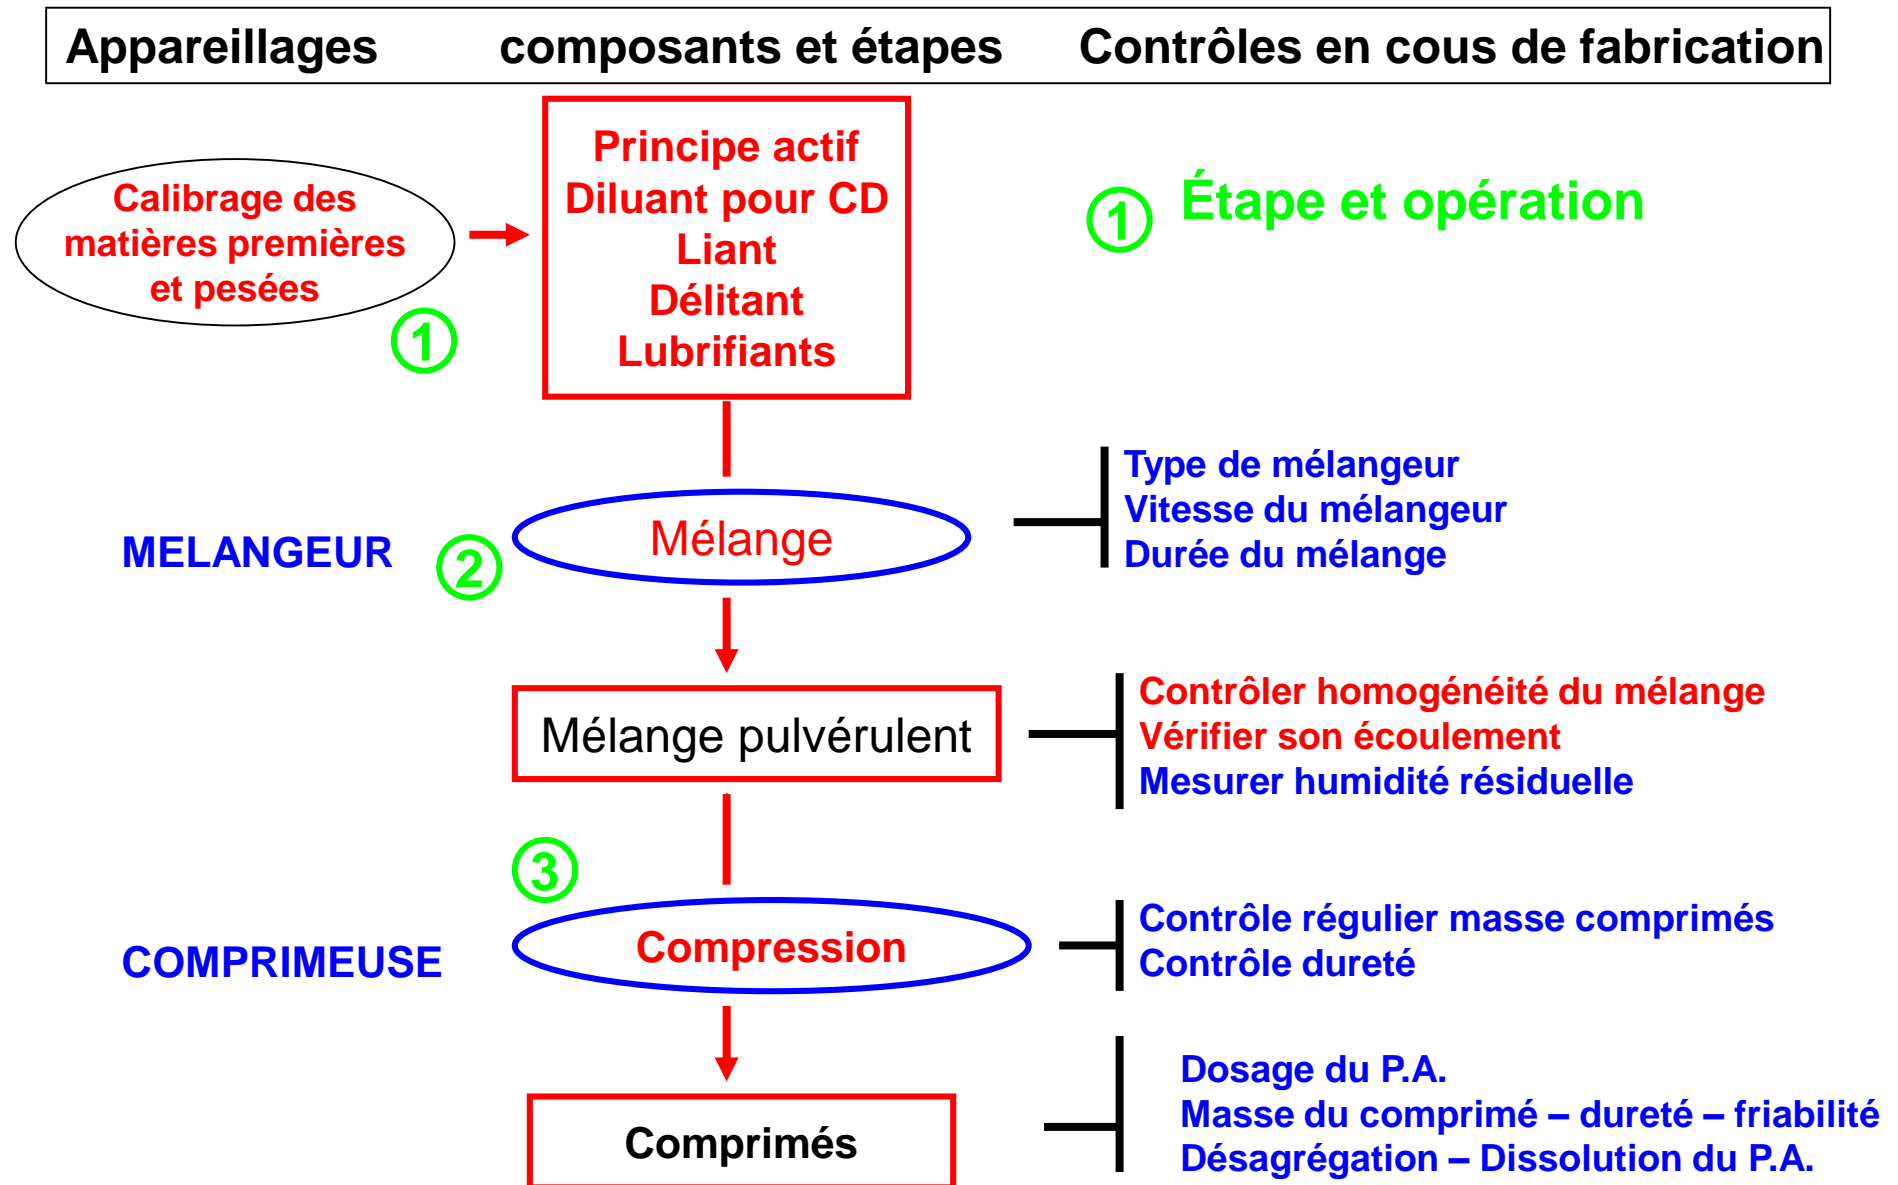 Appareillages composants et étapes Contrôles en cous de fabrication
Principe actif
Diluant pour CD
Liant
Délitant
Lubrifiants
Calibrage des
matières premières
et pesées
1
1 Étape et opération
MELANGEUR
2
Mélange
Type de mélangeur
Vitesse du mélangeur
Durée du mélange
Mélange pulvérulent
Contrôler homogénéité du mélange
Vérifier son écoulement
Mesurer humidité résiduelle
3
COMPRIMEUSE
Compression
Contrôle régulier masse comprimés
Contrôle dureté
Comprimés
Dosage du P.A.
Masse du comprimé – dureté – friabilité
Désagrégation – Dissolution du P.A.